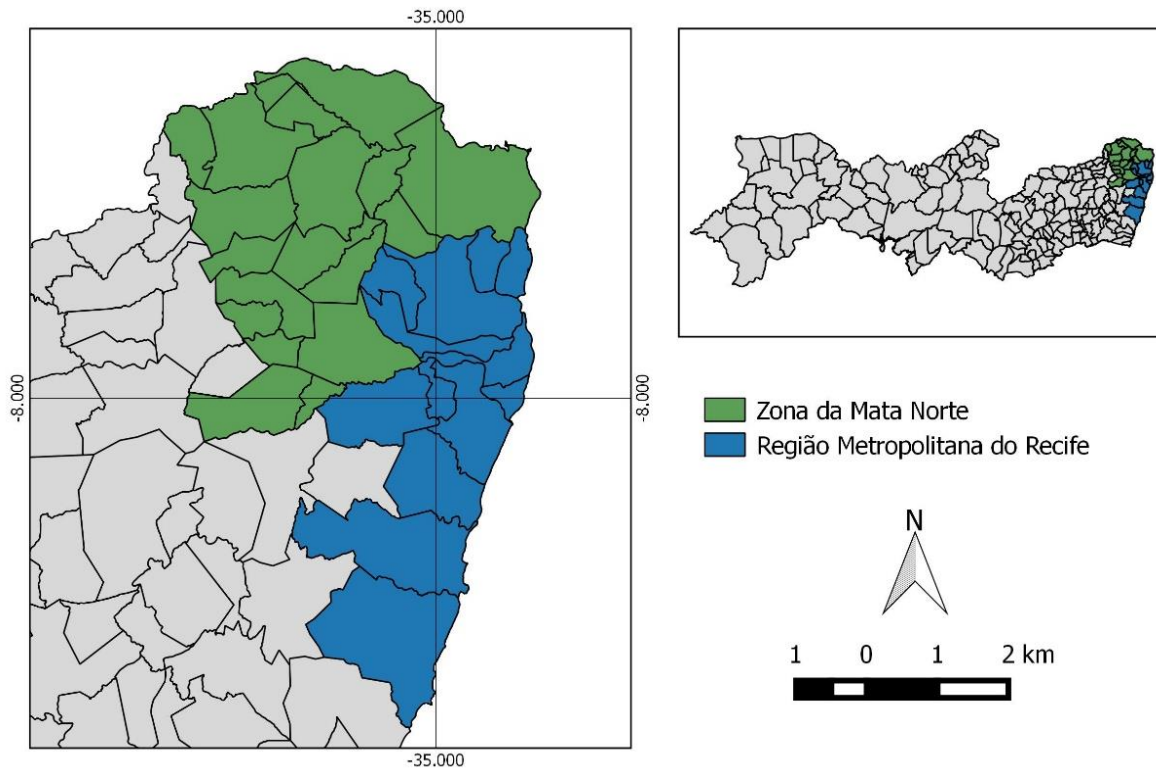 -35.000
-8.000
-8.000
-35.000
Zona da Mata Norte
Região Metropolitana do Recife
N
1 0 1 2 km